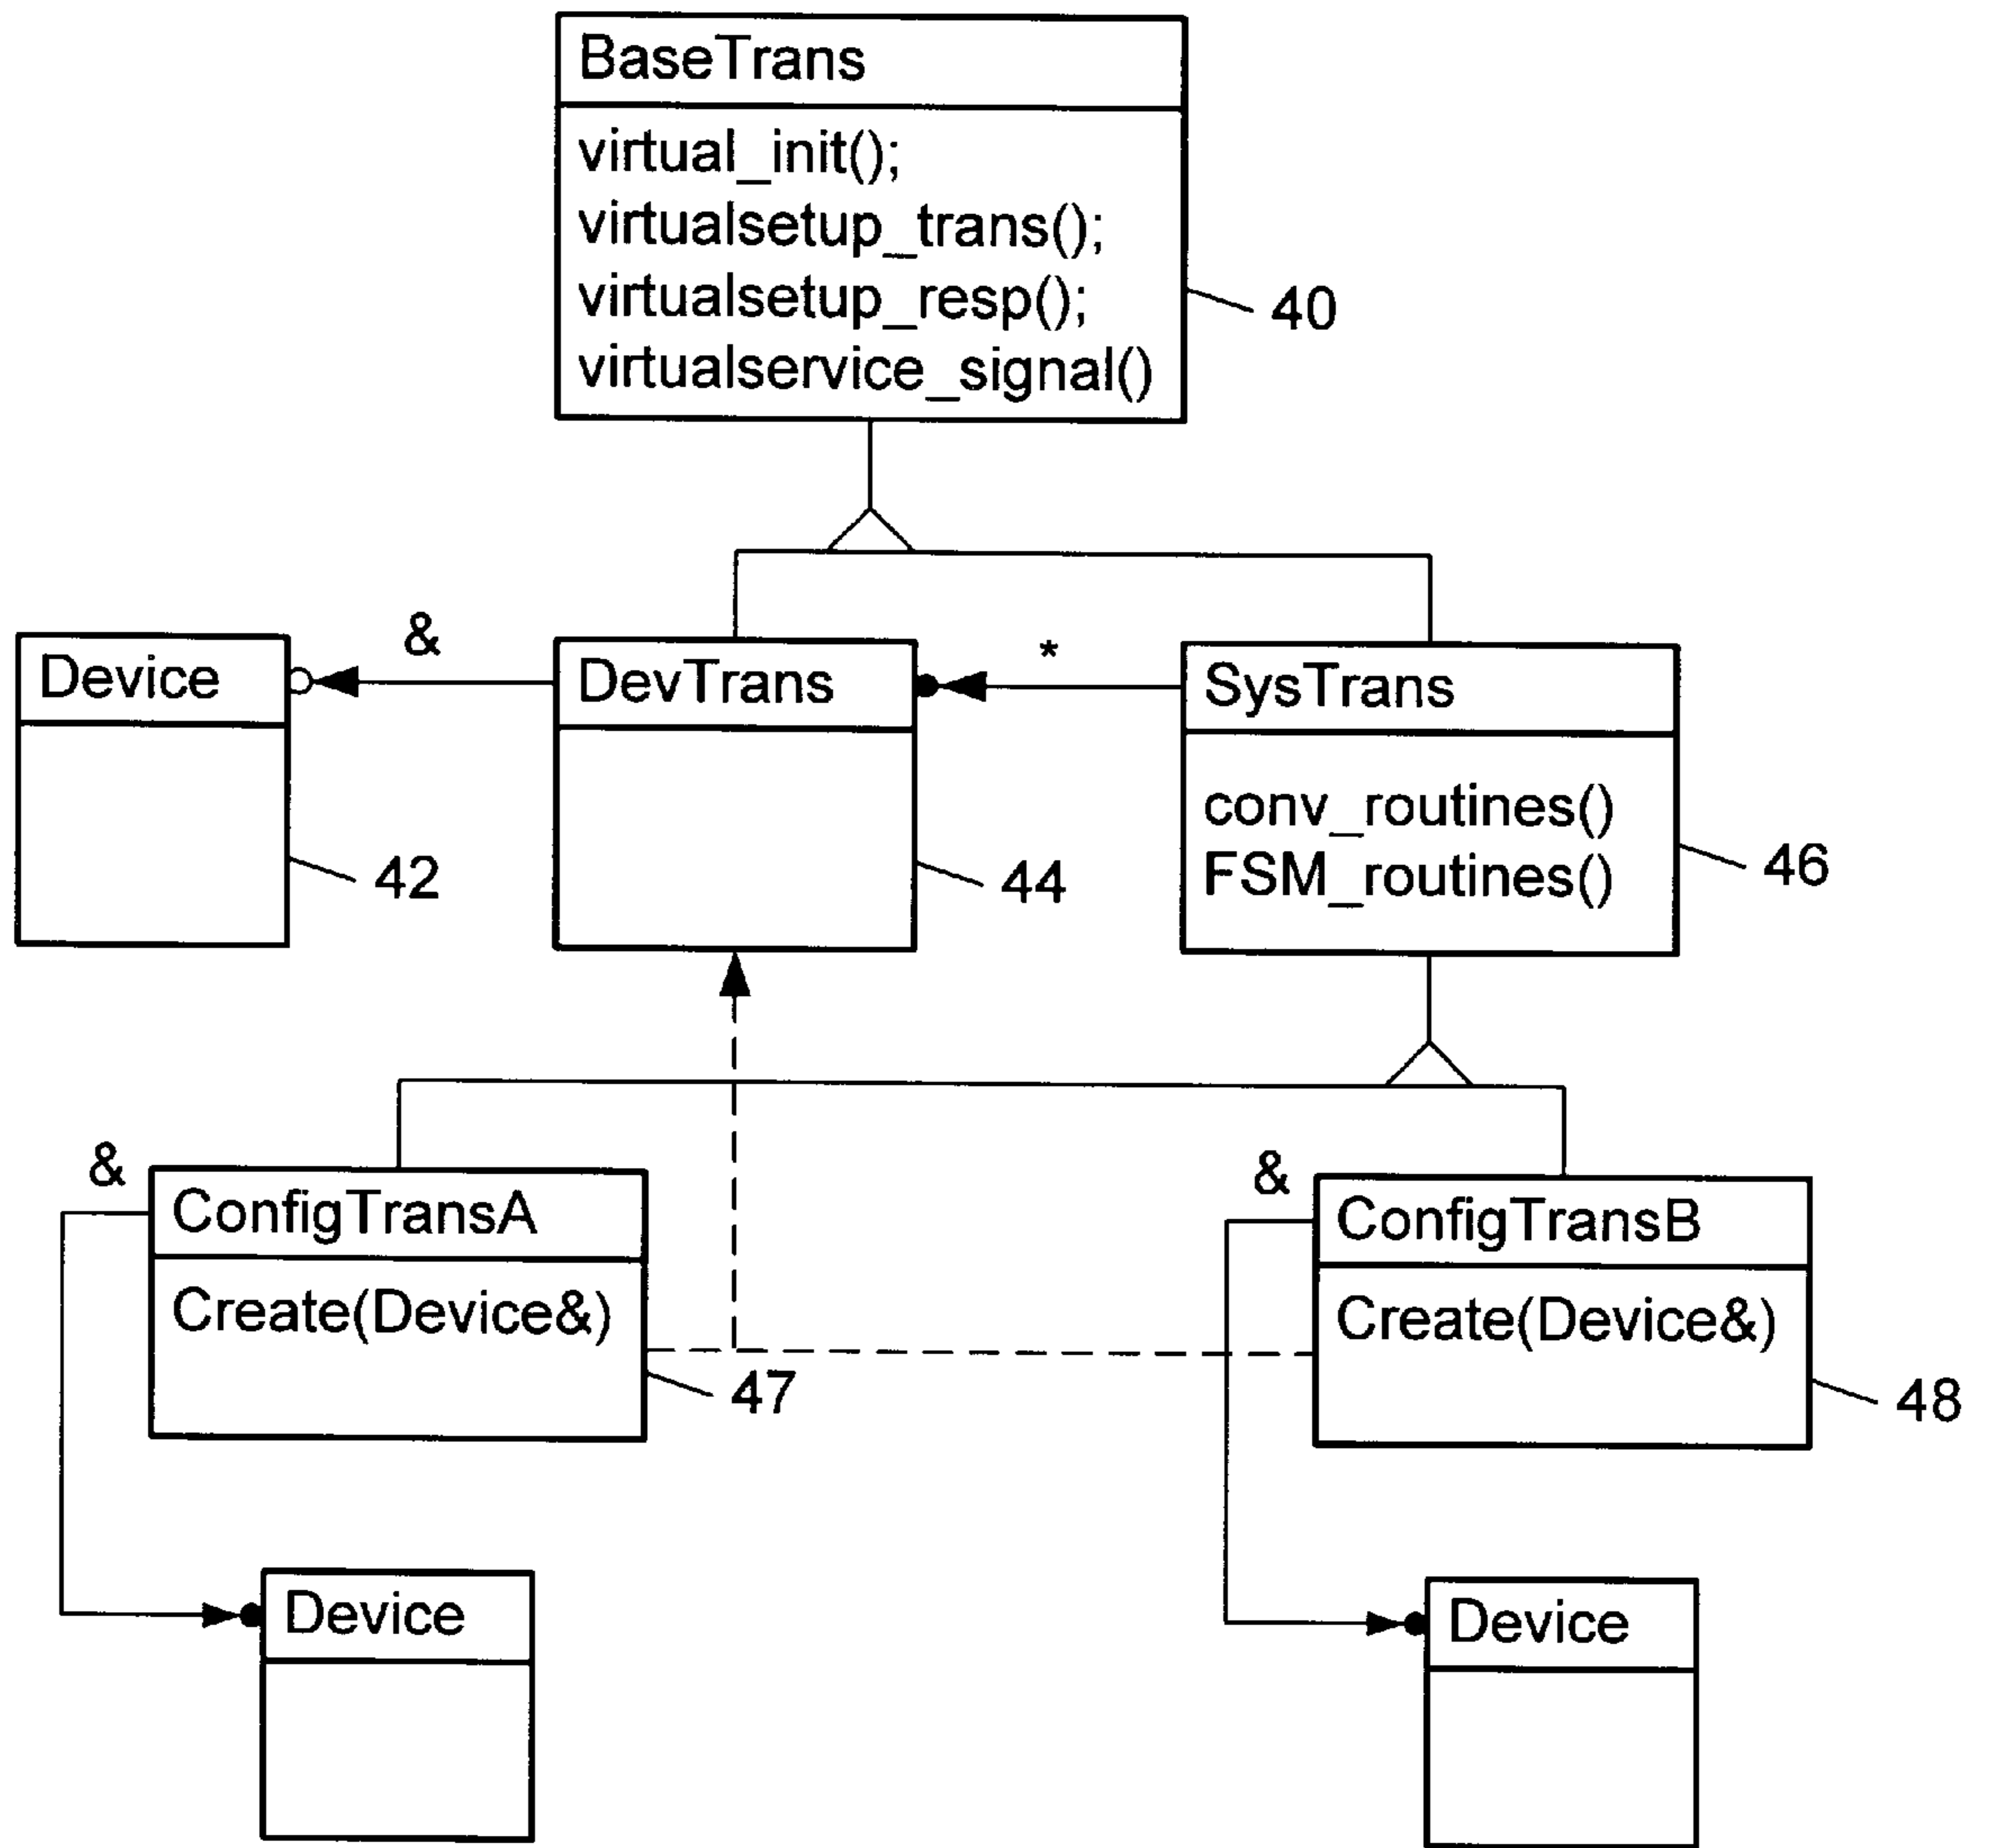 BaseTrans
virtual_init();
virtualsetup_trans();
virtualsetup_resp();
virtualservice_signal()
40
&
*
Device
DevTrans
SysTrans
conv_routines()
FSM_routines()
42
44
46
&
&
ConfigTransA
ConfigTransB
Create(Device&)
Create(Device&)
47
48
Device
Device